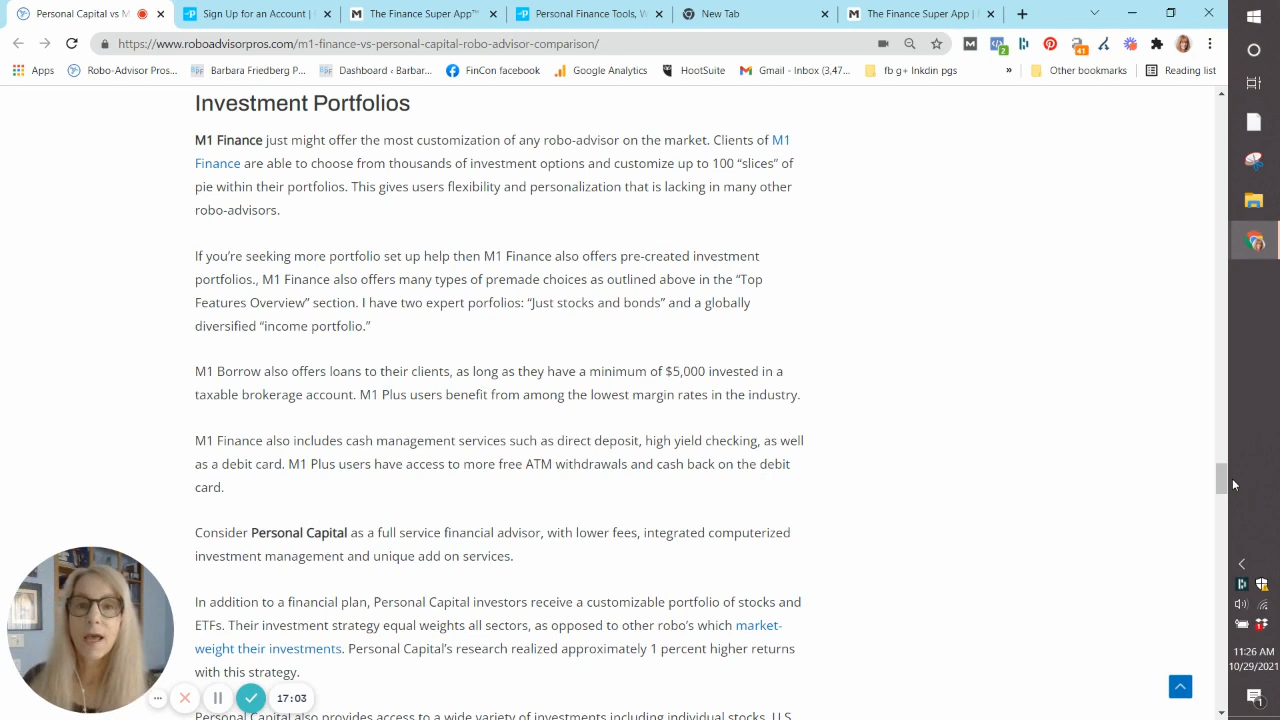 Personal Capital vs M
Sign Up for an Account | (
The Finance Super App™
Personal Finance Tools, W
New Tab
The Finance Super App |
https://www.roboadvisorpros.com/m1-finance-vs-personal-capital-robo-advisor-comparison/
2
41
Apps
Robo-Advisor Pros...
Barbara Friedberg P...
Dashboard ‹ Barbar...
FinCon facebook
Google Analytics
HootSuite
Gmail - Inbox (3,47...
fb g+ lnkdin pgs
»
Other bookmarks
Reading list
Investment Portfolios
M1 Finance just might offer the most customization of any robo-advisor on the market. Clients of M1
Finance are able to choose from thousands of investment options and customize up to 100 “slices” of
pie within their portfolios. This gives users flexibility and personalization that is lacking in many other
robo-advisors.
If you’re seeking more portfolio set up help then M1 Finance also offers pre-created investment
portfolios., M1 Finance also offers many types of premade choices as outlined above in the “Top
Features Overview” section. I have two expert porfolios: “Just stocks and bonds” and a globally
diversified “income portfolio.”
M1 Borrow also offers loans to their clients, as long as they have a minimum of $5,000 invested in a
taxable brokerage account. M1 Plus users benefit from among the lowest margin rates in the industry.
M1 Finance also includes cash management services such as direct deposit, high yield checking, as well
as a debit card. M1 Plus users have access to more free ATM withdrawals and cash back on the debit
card.
Consider Personal Capital as a full service financial advisor, with lower fees, integrated computerized
investment management and unique add on services.
In addition to a financial plan, Personal Capital investors receive a customizable portfolio of stocks and
ETFs. Their investment strategy equal weights all sectors, as opposed to other robo’s which market-
weight their investments. Personal Capital’s research realized approximately 1 percent higher returns
with this strategy.
Personal Capital also provides access to a wide variety of investments including individual stocks, U.S.
17:03
11:26 AM
10/29/2021
1